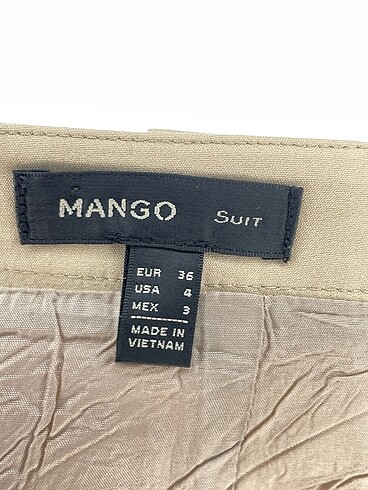 MANGO SUIT
EUR 36
USA 4
MEX 3
MADE IN
VIETNAM